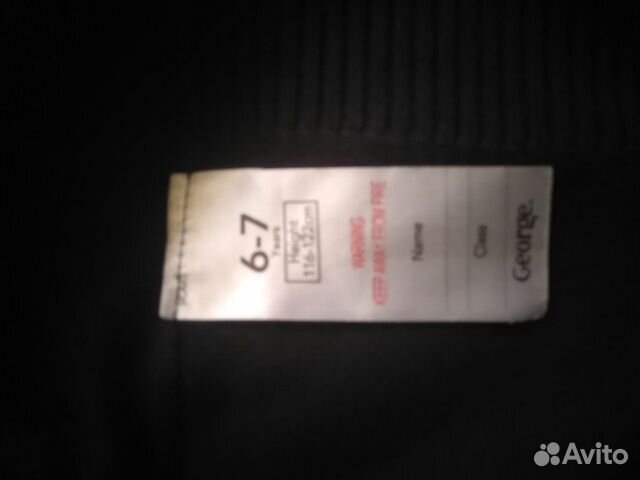 6-7
Years
Height
116-122cm
WARNING
KEEP AWAY FROM FIRE
Name
Class
George.
Avito